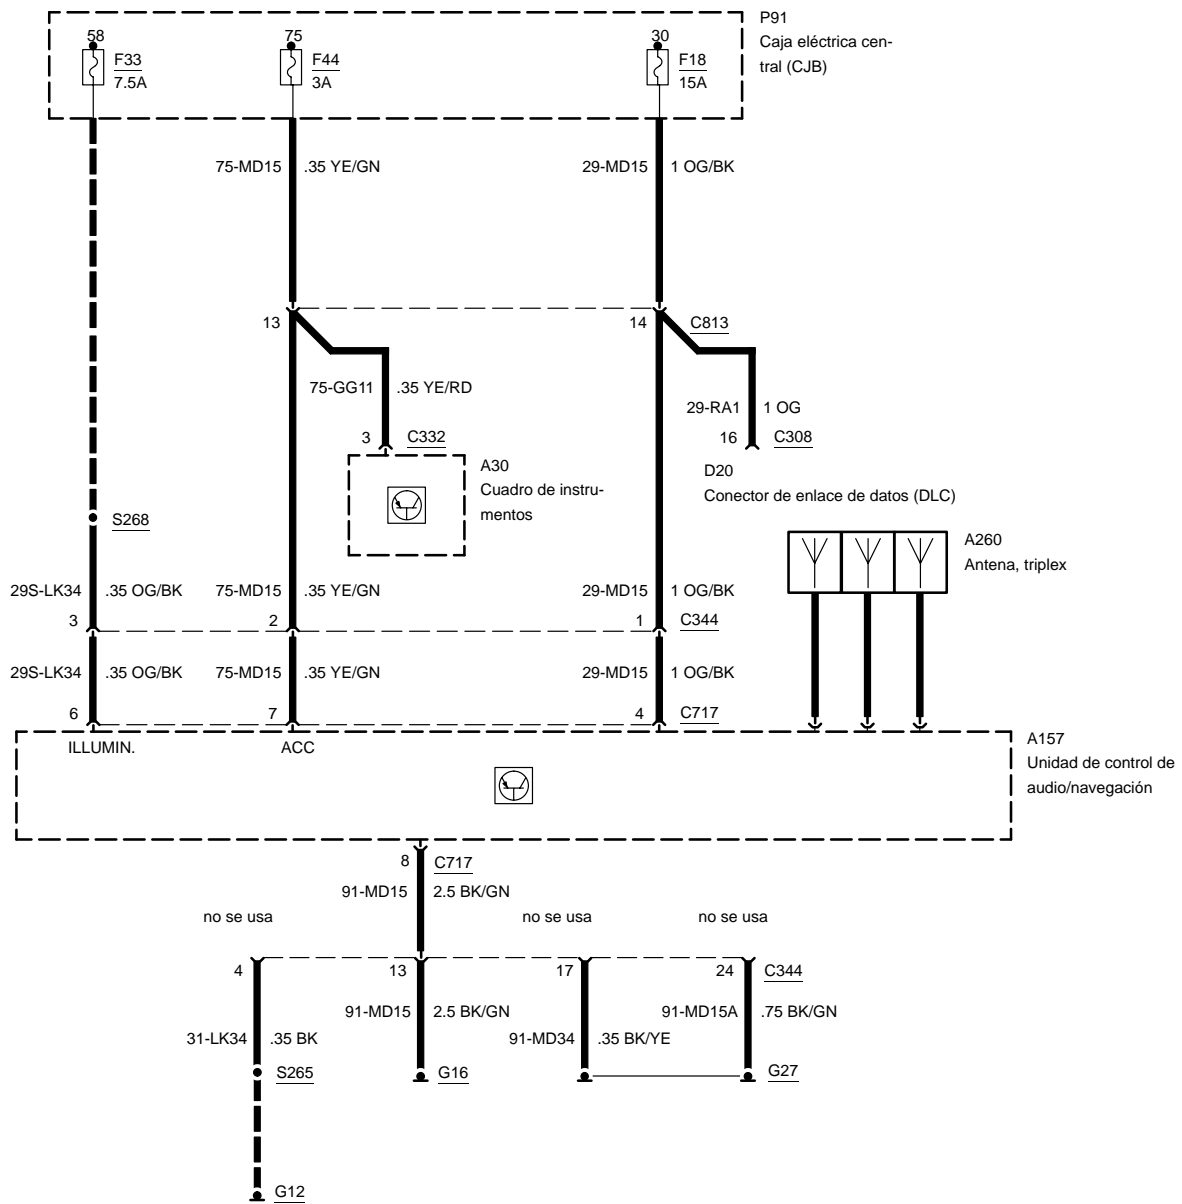 P91
Caja eléctrica cen-
tral (CJB)
58
F33
7.5A
75
F44
3A
30
F18
15A
75-MD15
.35 YE/GN
29-MD15
1 OG/BK
13
14
C813
75-GG11
.35 YE/RD
29-RA1
1 OG
3
C332
16
C308
A30
Cuadro de instru-
mentos
D20
Conector de enlace de datos (DLC)
S268
A260
Antena, triplex
29S-LK34
.35 OG/BK
75-MD15
.35 YE/GN
29-MD15
1 OG/BK
3
2
1
C344
29S-LK34
.35 OG/BK
75-MD15
.35 YE/GN
29-MD15
1 OG/BK
6
7
4
C717
ILLUMIN.
ACC
A157
Unidad de control de
audio/navegación
8
C717
91-MD15
2.5 BK/GN
no se usa
no se usa
no se usa
4
13
17
24
C344
91-MD15
2.5 BK/GN
91-MD15A
.75 BK/GN
31-LK34
.35 BK
91-MD34
.35 BK/YE
S265
G16
G27
G12